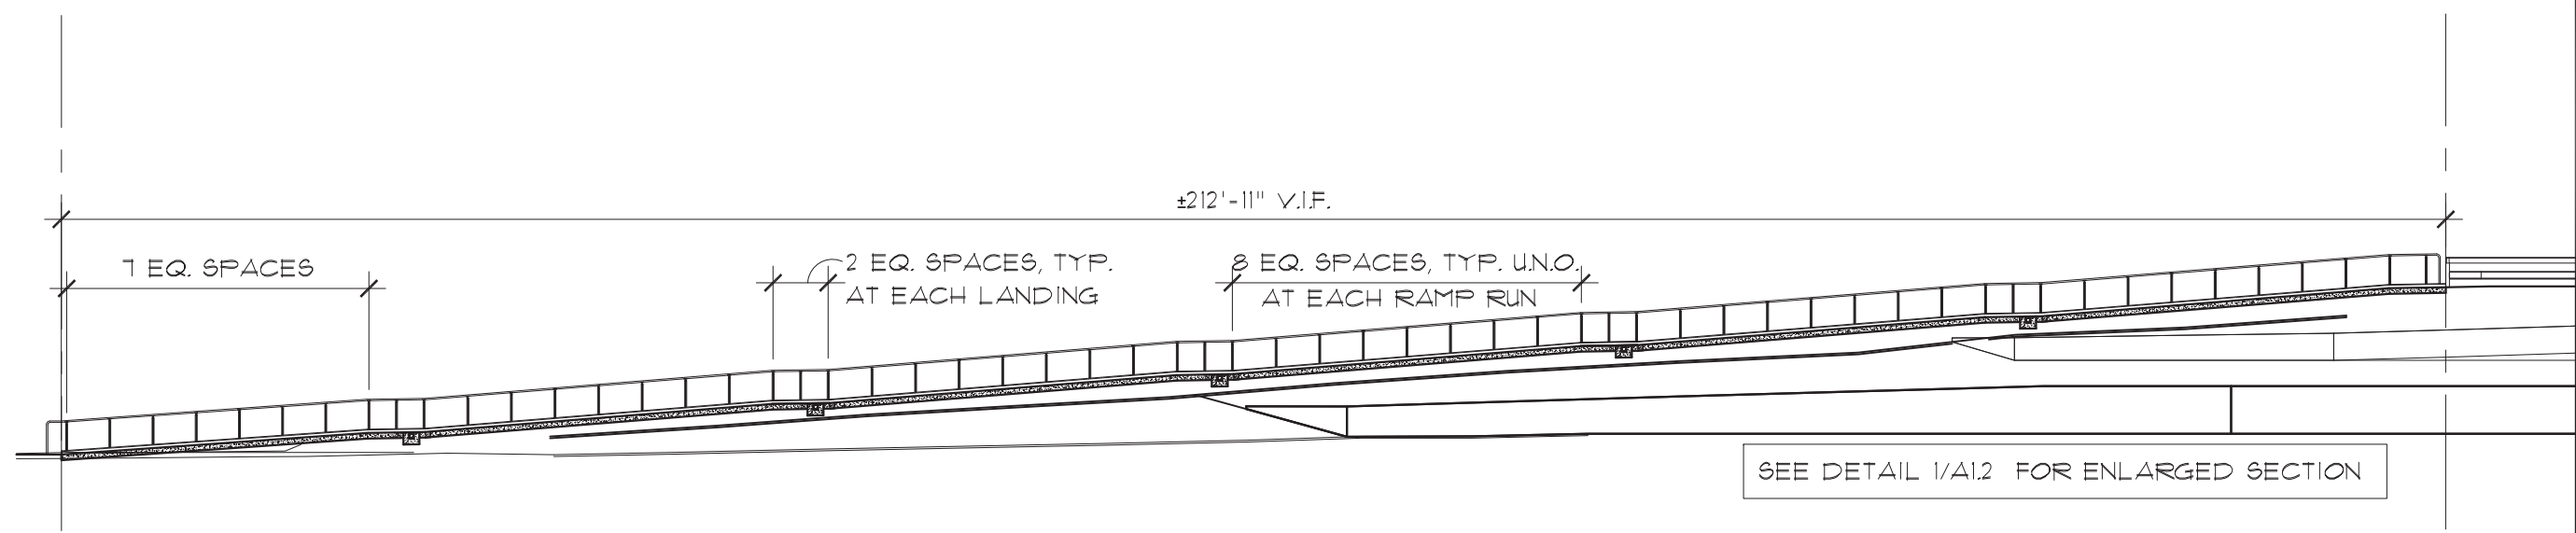 ±212'-11" V.I.F.
7 EQ. SPACES
2 EQ. SPACES, TYP.
AT EACH LANDING
8 EQ. SPACES, TYP. U.N.O.
AT EACH RAMP RUN
SEE DETAIL 1/A1.2 FOR ENLARGED SECTION